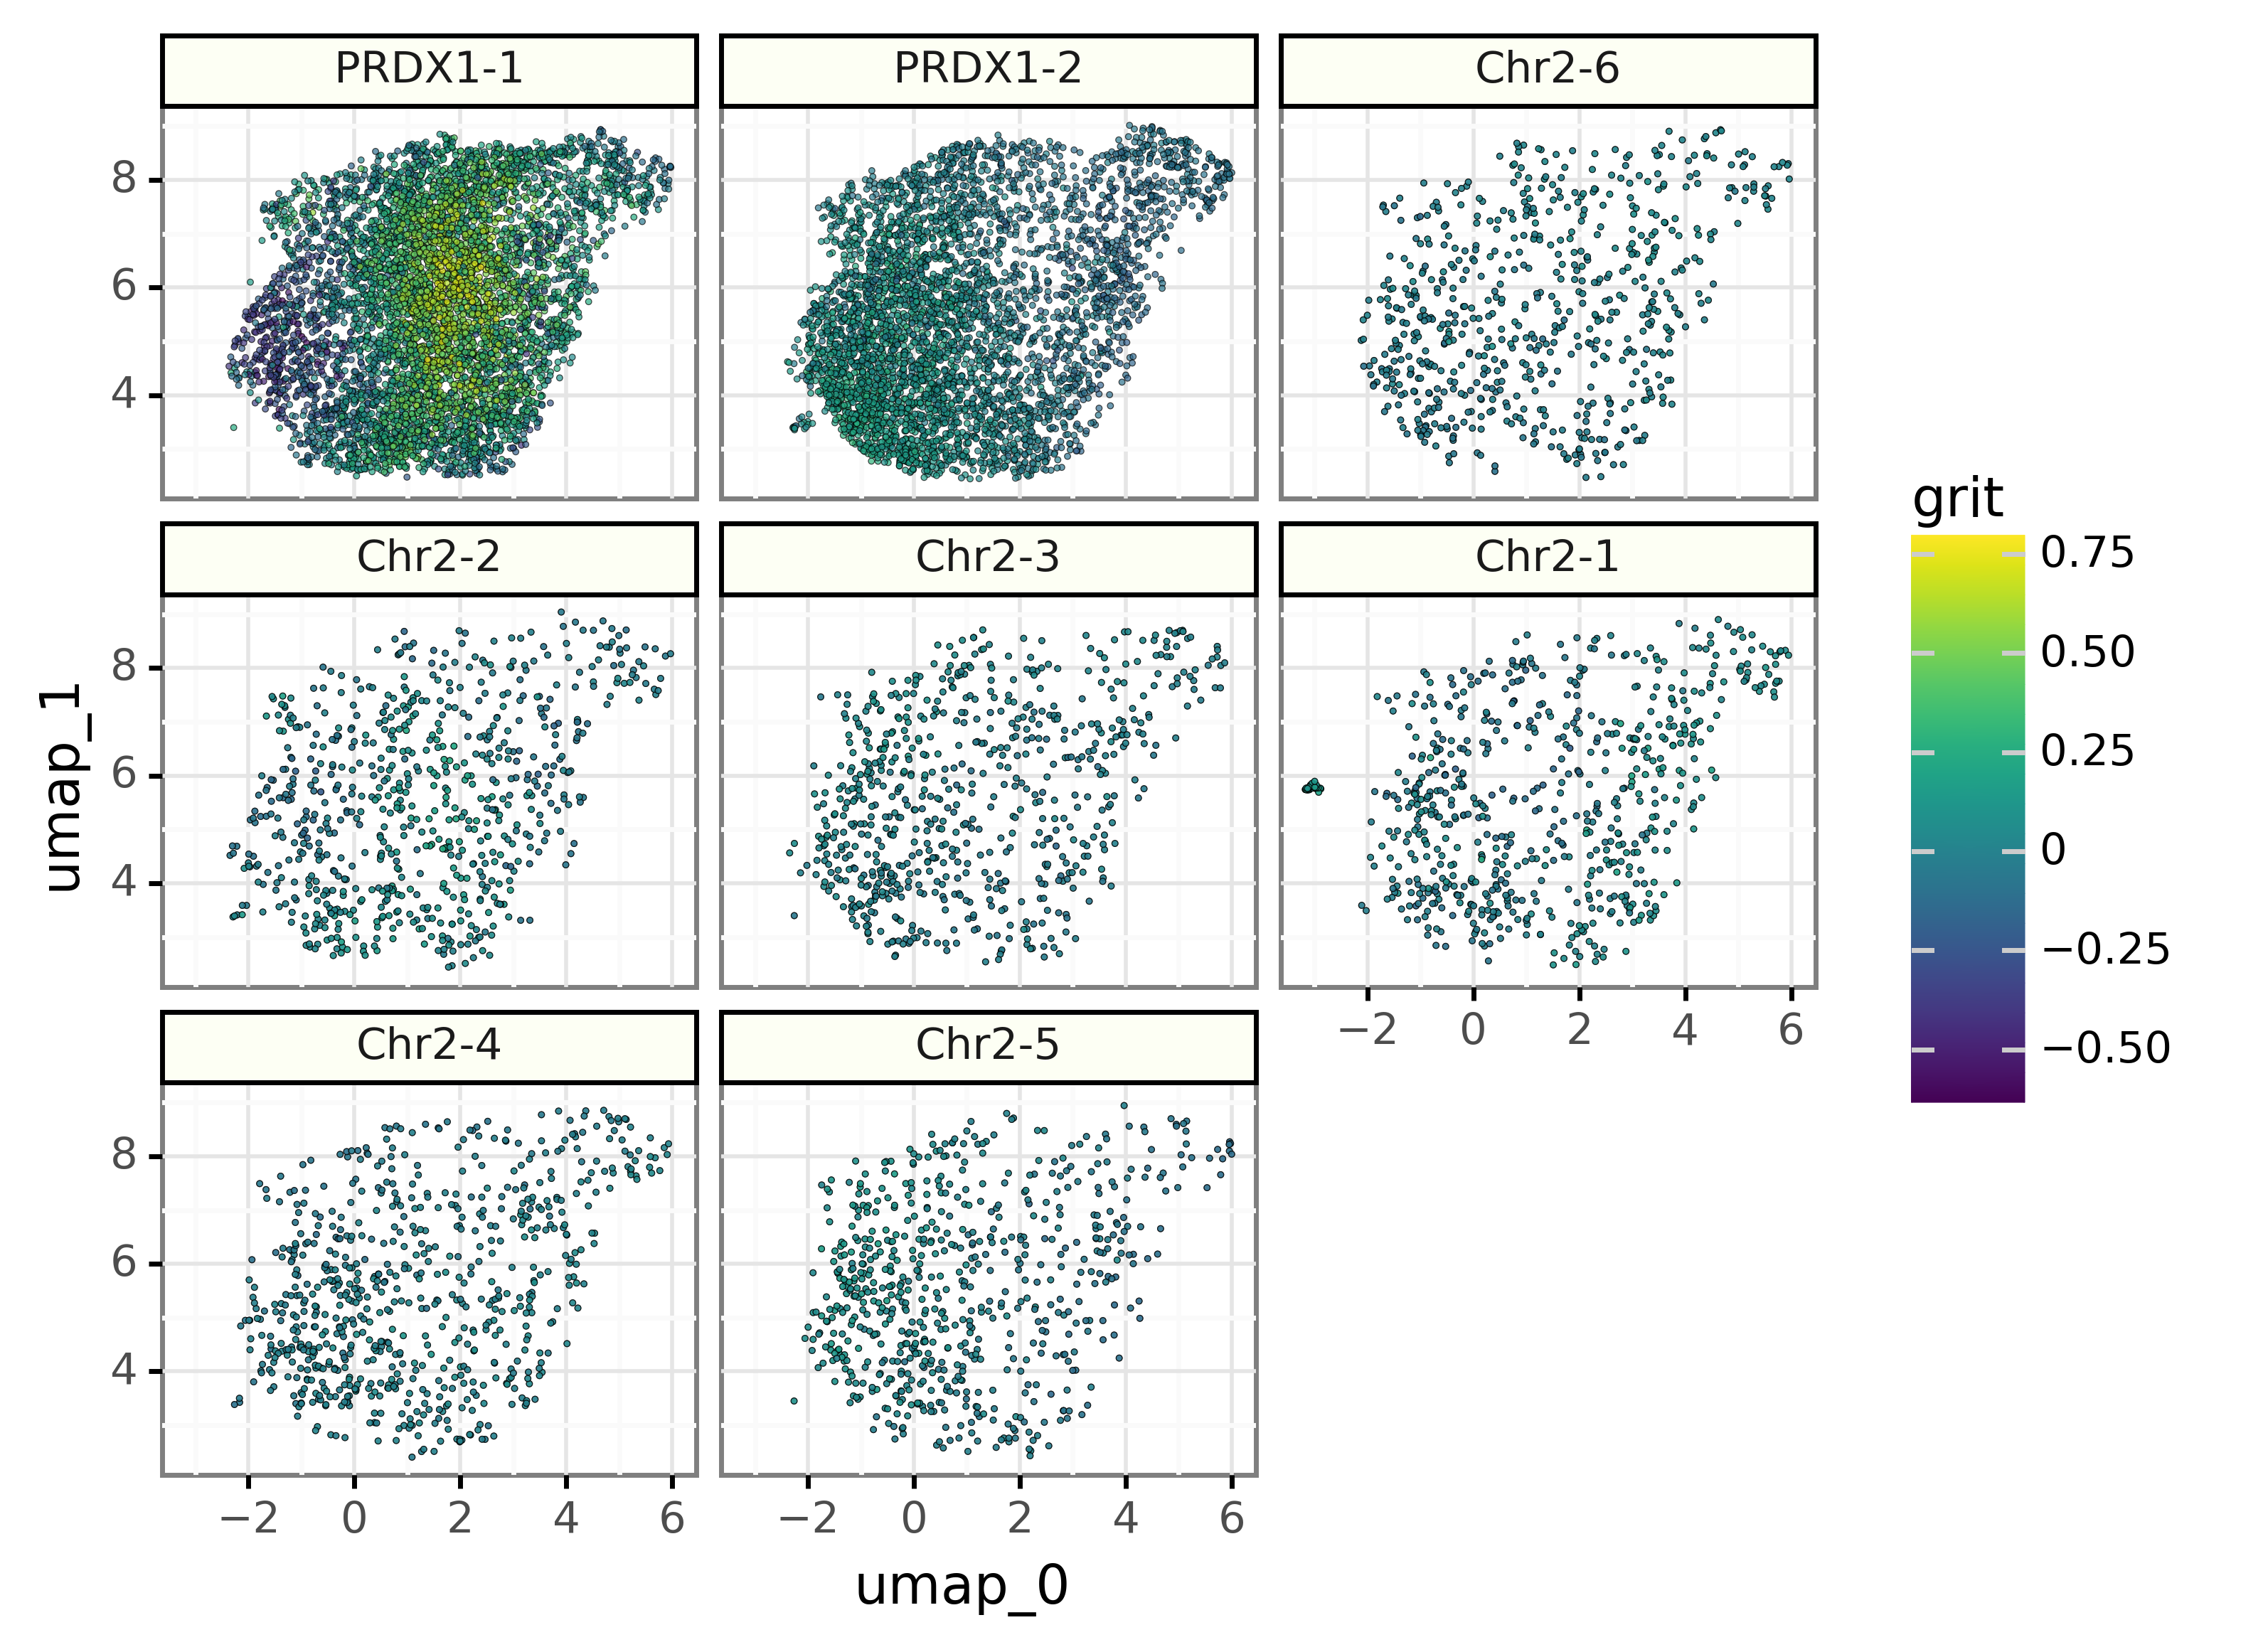 PRDX1-1 PRDX1-2 Chr2-6
8
6
4
Chr2-2 Chr2-3 Chr2-1
8
6
4
−2 0 2 4 6
Chr2-4 Chr2-5
8
6
4
−2 0 2 4 6 −2 0 2 4 6
umap_0
umap_1
grit
0.75
0.50
0.25
0
−0.25
−0.50